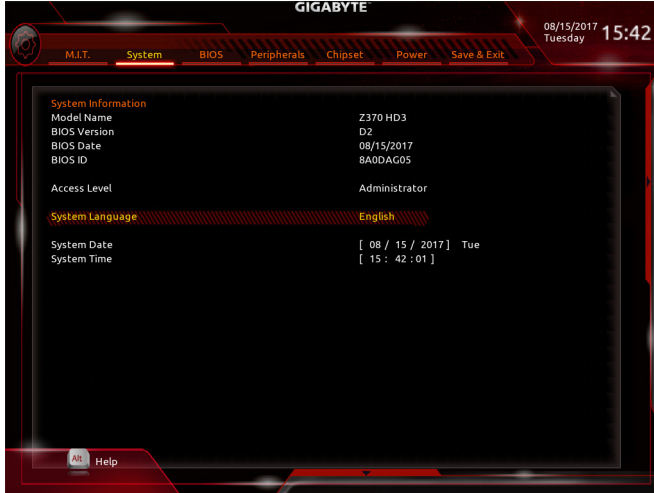 GIGABYTE™
08/15/2017
Tuesday
15:42
M.I.T. System BIOS Peripherals Chipset Power Save & Exit
System Information
Model Name Z370 HD3
BIOS Version D2
BIOS Date 08/15/2017
BIOS ID 8A0DAG05
Access Level Administrator
System Language English
System Date [ 08 / 15 / 2017 ] Tue
System Time [ 15 : 42 : 01 ]
Alt Help